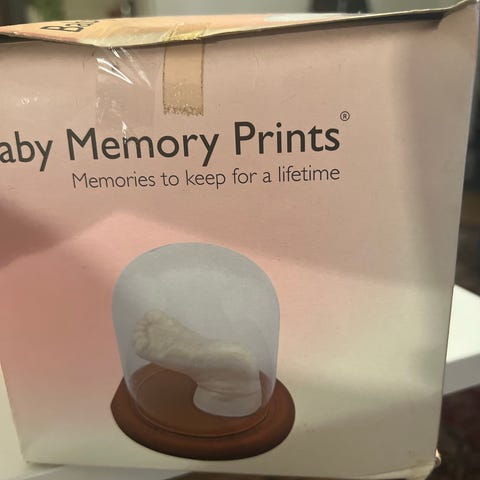 aby Memory Prints®
Memories to keep for a lifetime